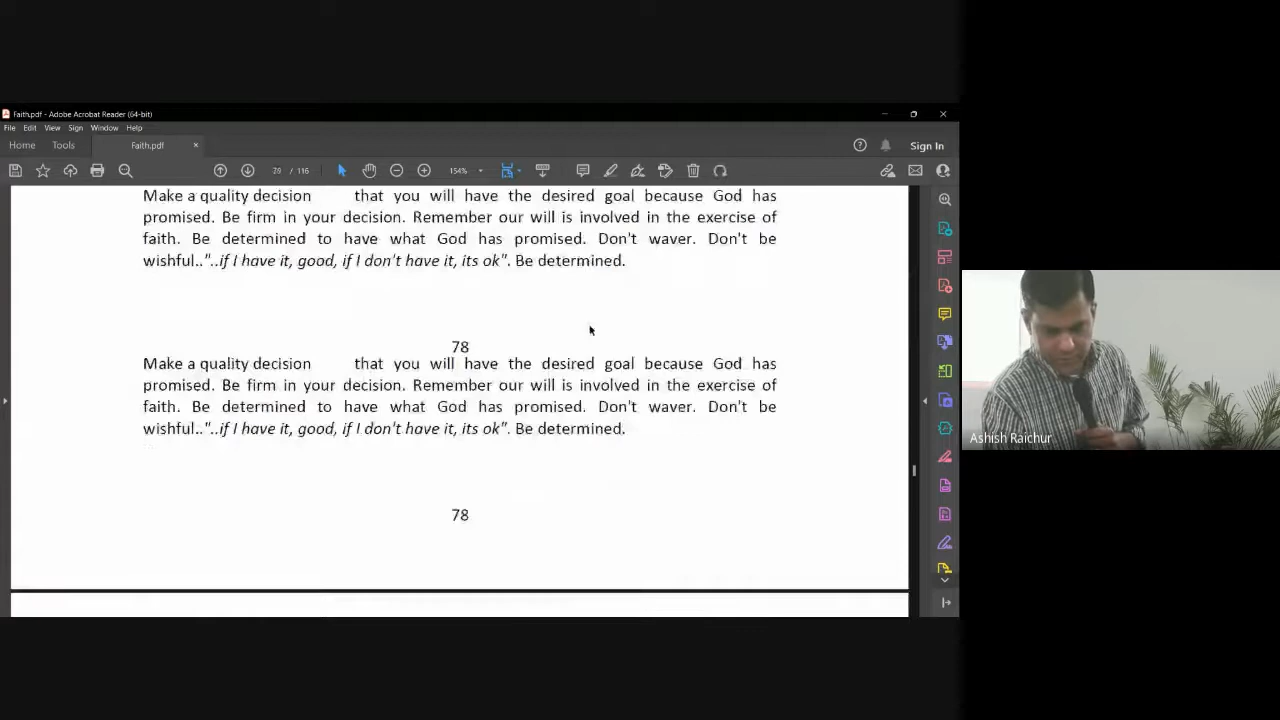 Faith.pdf - Adobe Acrobat Reader (64-bit)
File Edit View Sign Window Help
Home Tools Faith.pdf × Sign In
/ 116 154%
Make a quality decision that you will have the desired goal because God has
promised. Be firm in your decision. Remember our will is involved in the exercise of
faith. Be determined to have what God has promised. Don't waver. Don't be
wishful.."..if I have it, good, if I don't have it, its ok". Be determined.
78
Make a quality decision that you will have the desired goal because God has
promised. Be firm in your decision. Remember our will is involved in the exercise of
faith. Be determined to have what God has promised. Don't waver. Don't be
wishful.."..if I have it, good, if I don't have it, its ok". Be determined.
78
Ashish Raichur